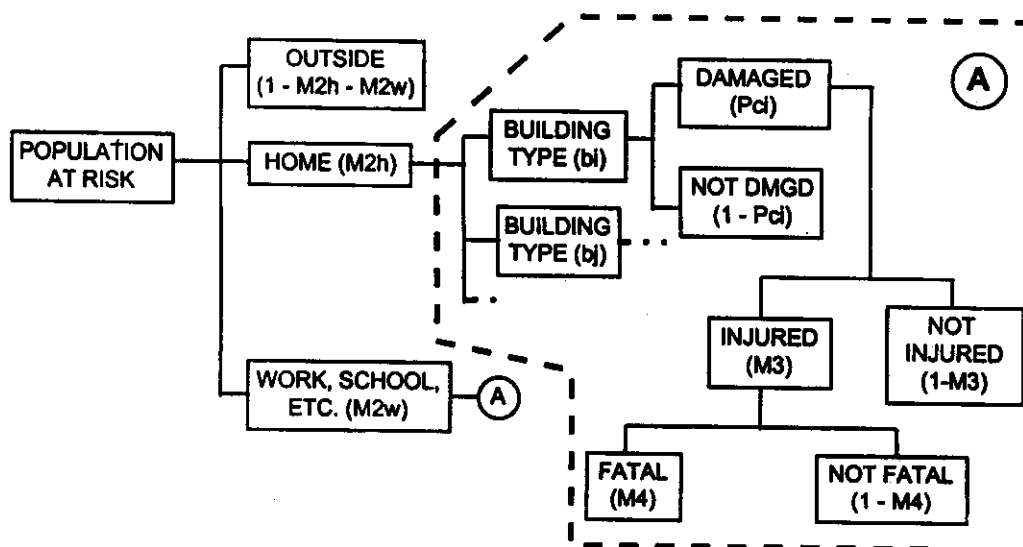 OUTSIDE
(1 - M2h - M2w)
POPULATION
AT RISK
HOME (M2h)
WORK, SCHOOL,
ETC. (M2w)
A
BUILDING
TYPE (bi)
BUILDING
TYPE (bj)
DAMAGED
(Pci)
NOT DMGD
(1 - Pci)
A
INJURED
(M3)
NOT
INJURED
(1-M3)
FATAL
(M4)
NOT FATAL
(1 - M4)